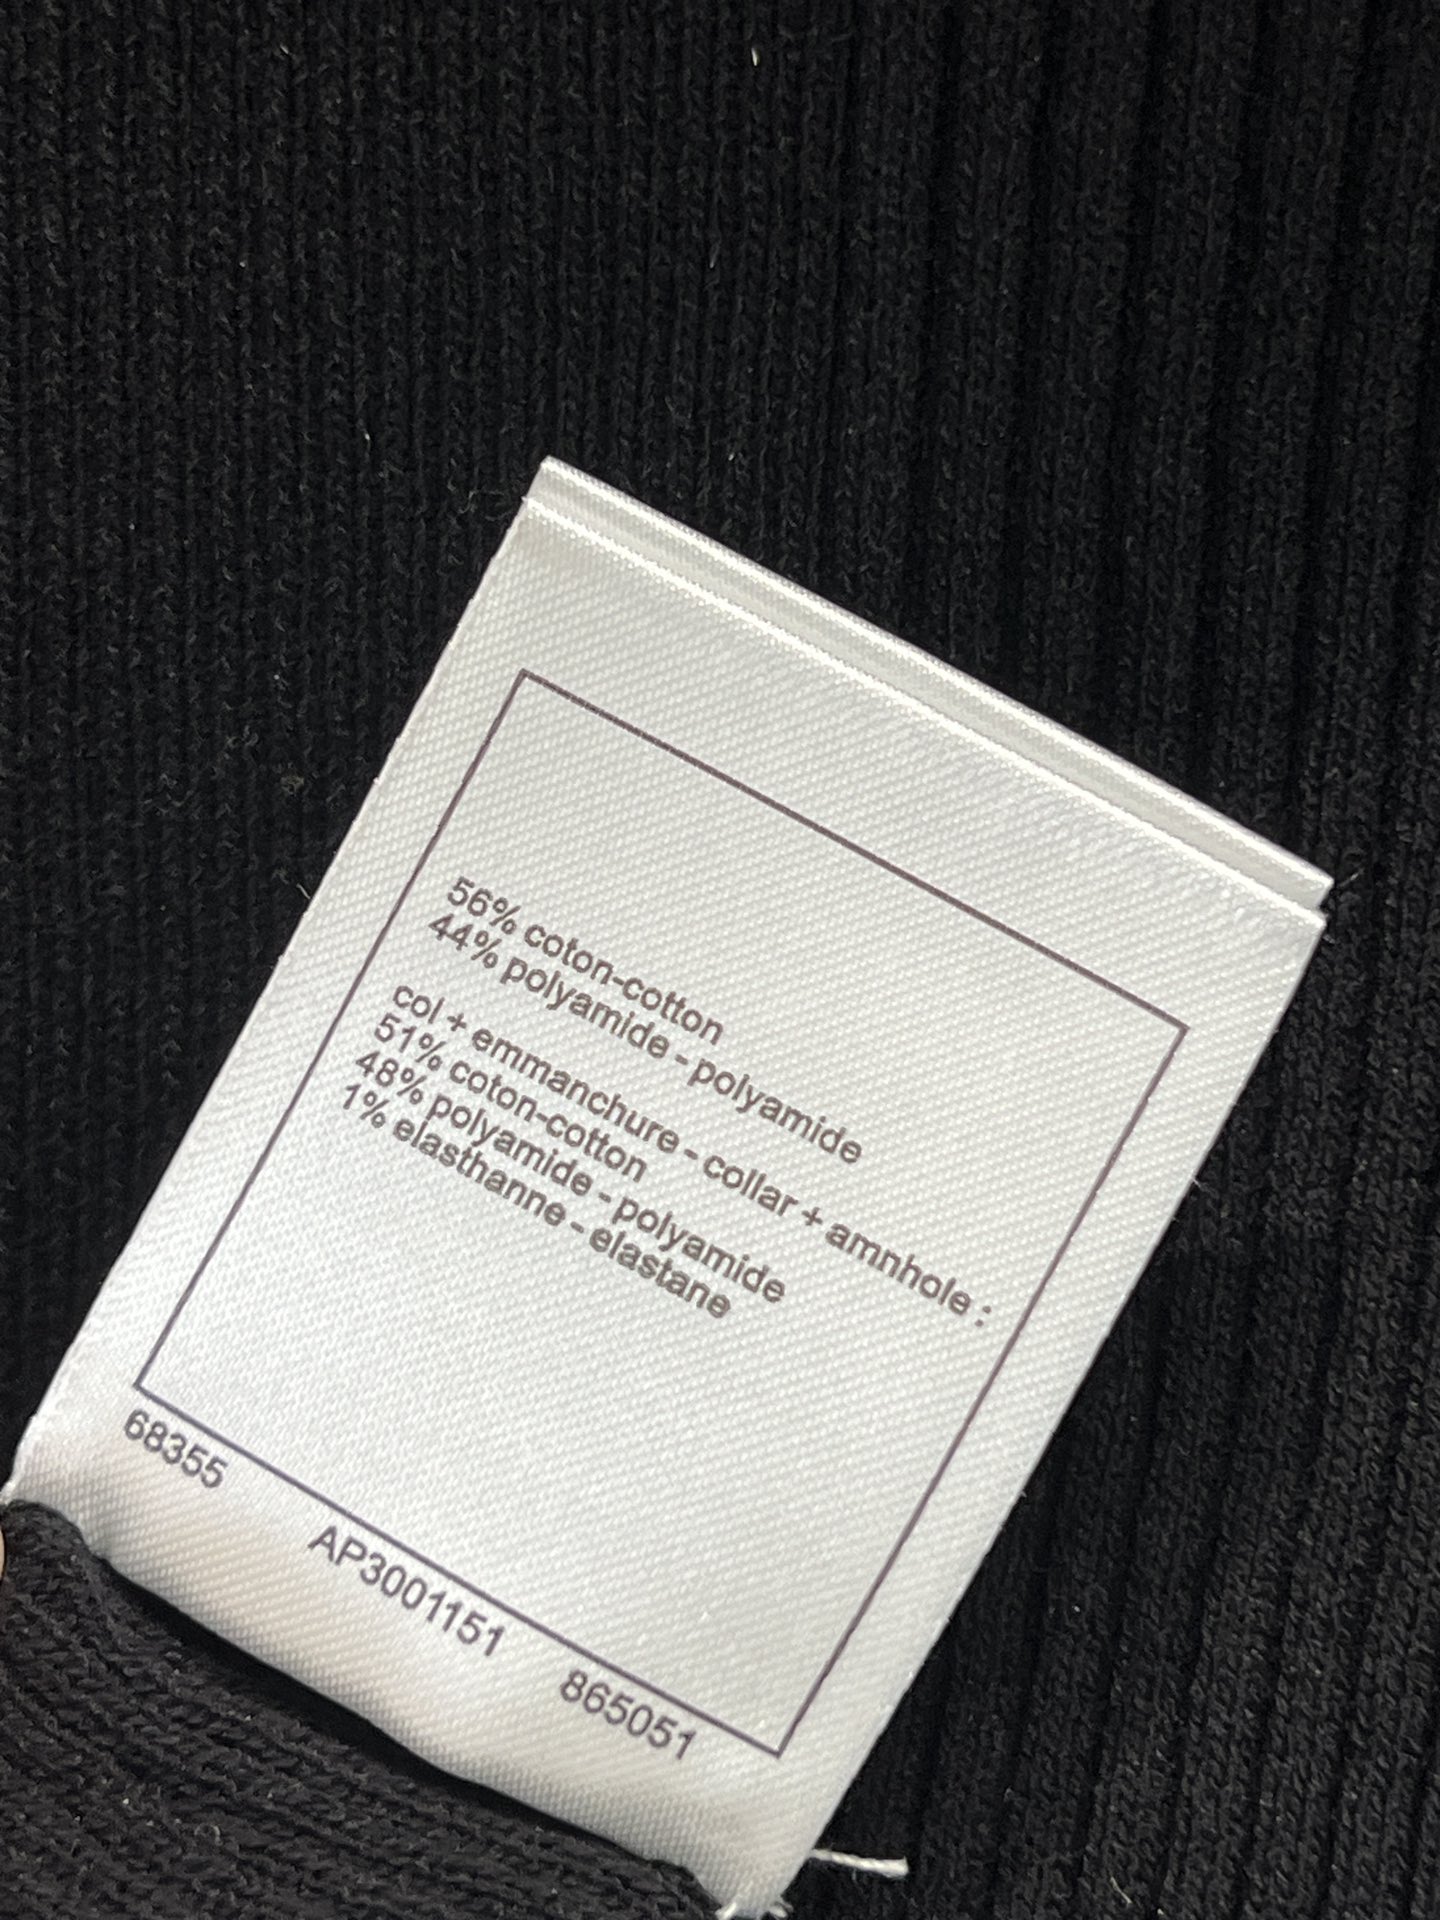 56% coton-cotton
44% polyamide - polyamide
col + emmanchure - collar + amnhole :
51% coton-cotton
48% polyamide - polyamide
1% elasthanne - elastane
68355
AP3001151
865051